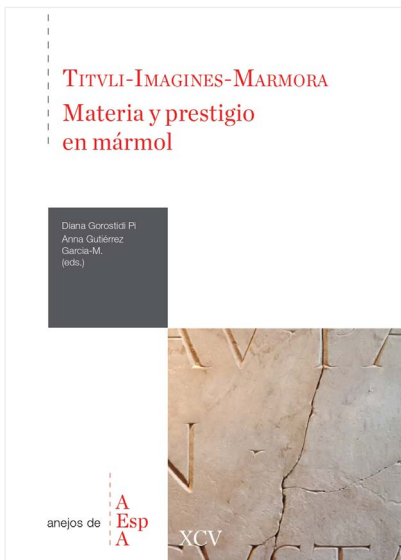 TITVLI-IMAGINES-MARMORA
Materia y prestigio
en mármol
Diana Gorostidi Pi
Anna Gutiérrez
Garcia-M.
(eds.)
anejos de
A
Esp
A
XCV